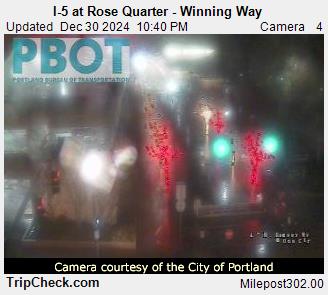 I-5 at Rose Quarter - Winning Way
Updated Dec 30 2024 10:40 PM Camera 4
PBOT
PORTLAND BUREAU OF TRANSPORTATION
Camera courtesy of the City of Portland
TripCheck.com Milepost302.00